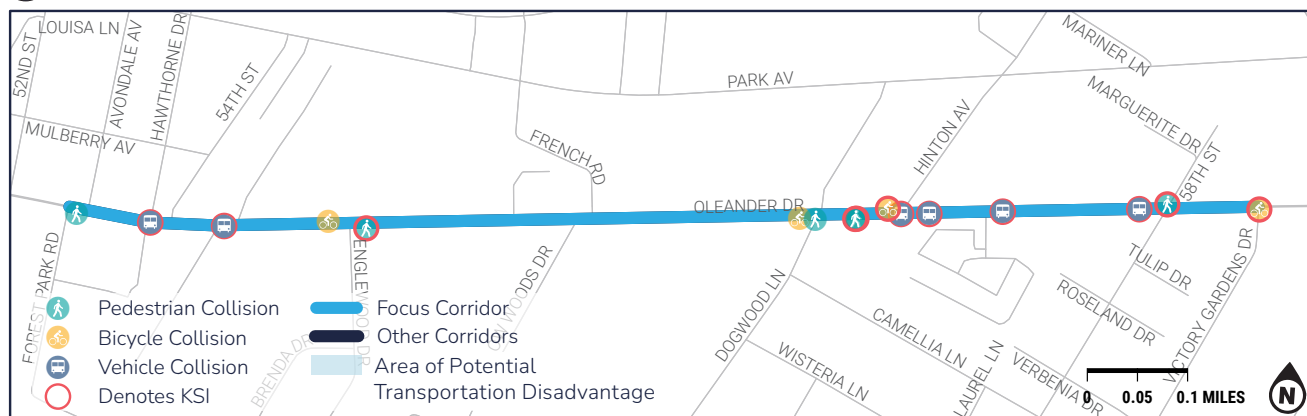 LOUISA LN
52ND ST
AVONDALE AV
HAWTHORNE DR
54TH ST
MULBERRY AV
PARK AV
MARINER LN
MARGUERITE DR
FRENCH RD
HINTON AV
58TH ST
OLEANDER DR
FOREST PARK RD
ENGLEWOOD DR
WOODS DR
BRENDA DR
DOGWOOD LN
TULIP DR
ROSELAND DR
VICTORY GARDENS DR
CAMELLIA LN
WISTERIA LN
LAUREL LN
VERBENIA DR
Pedestrian Collision
Bicycle Collision
Vehicle Collision
Denotes KSI
Focus Corridor
Other Corridors
Area of Potential
Transportation Disadvantage
0 0.05 0.1 MILES
N